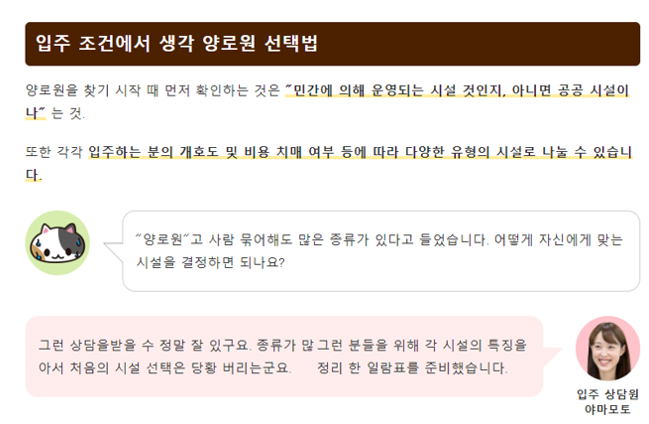 입주 조건에서 생각 양로원 선택법
양로원을 찾기 시작 때 먼저 확인하는 것은 "민간에 의해 운영되는 시설 것인지, 아니면 공공 시설이
나" 는 것.
또한 각각 입주하는 분의 개호도 및 비용 치매 여부 등에 따라 다양한 유형의 시설로 나눌 수 있습니
다.
"양로원"고 사람 묶어해도 많은 종류가 있다고 들었습니다. 어떻게 자신에게 맞는
시설을 결정하면 되나요?
그런 상담을받을 수 정말 잘 있구요. 종류가 많 그런 분들을 위해 각 시설의 특징을
아서 처음의 시설 선택은 당황 버리는군요. 정리 한 일람표를 준비했습니다.
입주 상담원
야마모토